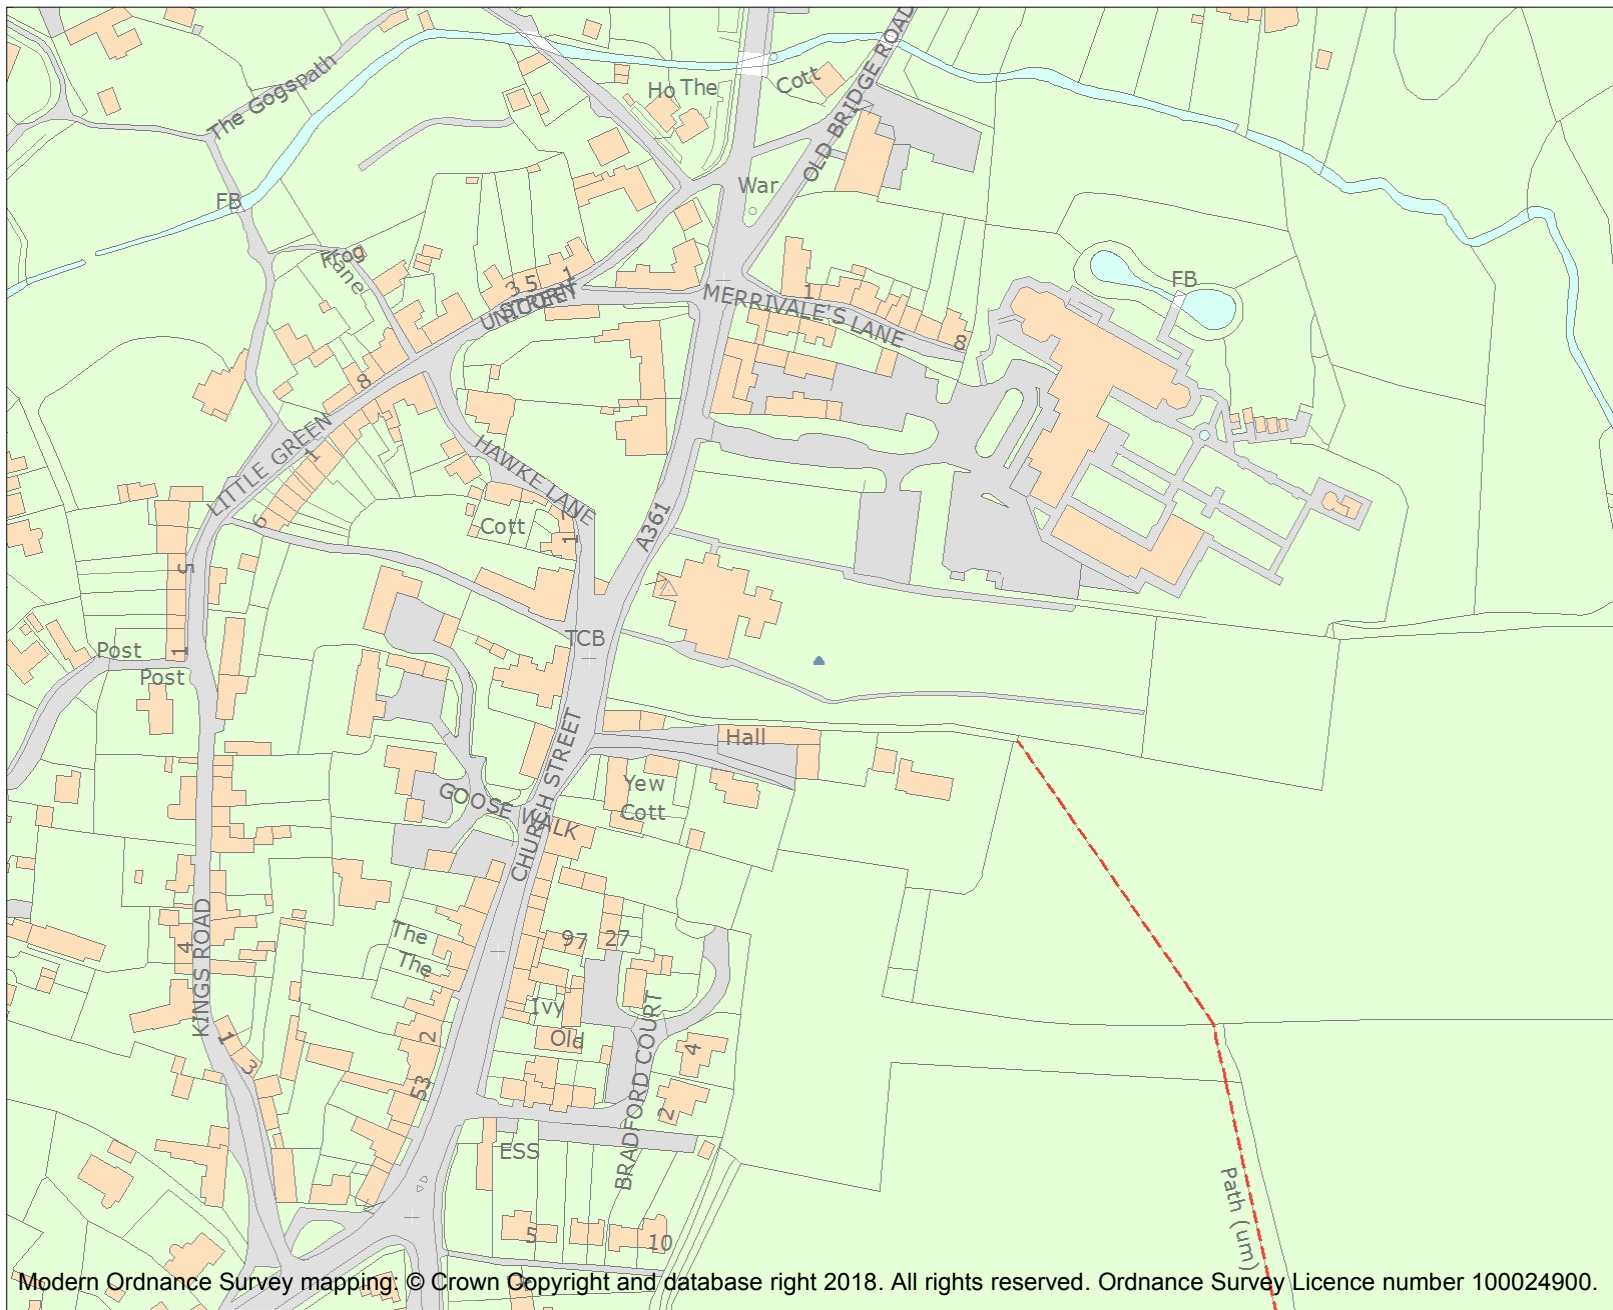 The Gogspath
Ho The
Cott
OLD BRIDGE ROAD
War
FB
Frog
Lane
3 5 1
UNICORN
STREET
MERRIVALE'S LANE
1
8
FB
8
LITTLE GREEN
1
6
HAWKE LANE
Cott
1
A361
5
1
Post
Post
TCB
Hall
Yew
Cott
GOOSE WALK
CHURCH STREET
KINGS ROAD
4
The
The
97
27
Ivy
Old
BRADFORD COURT
4
2
1
3
2
53
ESS
5
10
Path (um)
Modern Ordnance Survey mapping: © Crown Copyright and database right 2018. All rights reserved. Ordnance Survey Licence number 100024900.